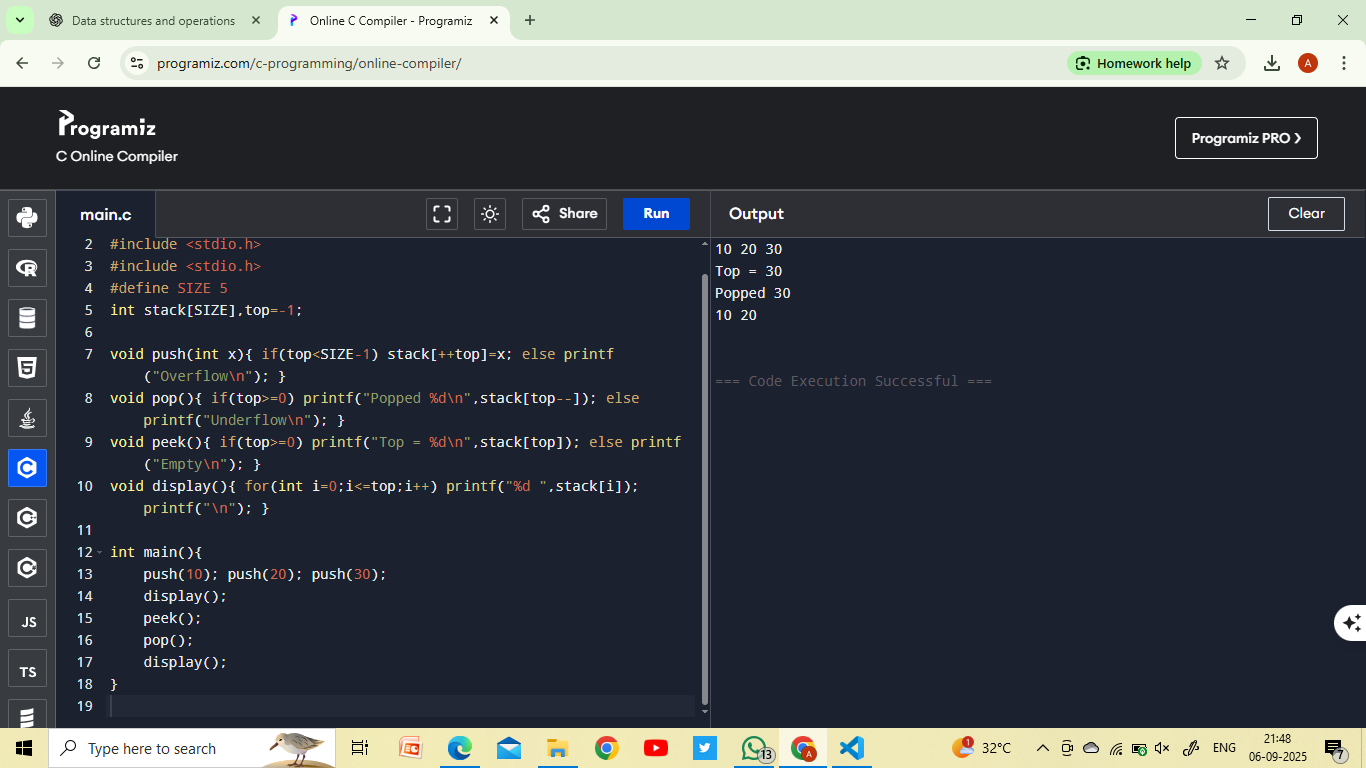 Data structures and operations
Online C Compiler - Programiz
programiz.com/c-programming/online-compiler/
Homework help
A
Programiz
C Online Compiler
Programiz PRO
main.c
Share
Run
Output
Clear
2 #include <stdio.h>
3 #include <stdio.h>
4 #define SIZE 5
5 int stack[SIZE],top=-1;
6
7 void push(int x){ if(top<SIZE-1) stack[++top]=x; else printf
("Overflow\n"); }
8 void pop(){ if(top>=0) printf("Popped %d\n",stack[top--]); else
printf("Underflow\n"); }
9 void peek(){ if(top>=0) printf("Top = %d\n",stack[top]); else printf
("Empty\n"); }
10 void display(){ for(int i=0;i<=top;i++) printf("%d ",stack[i]);
printf("\n"); }
11
12 int main(){
13 push(10); push(20); push(30);
14 display();
15 peek();
16 pop();
17 display();
18 }
19
10 20 30
Top = 30
Popped 30
10 20
=== Code Execution Successful ===
JS
TS
Type here to search
13
A
1
32°C
ENG
21:48
06-09-2025
7